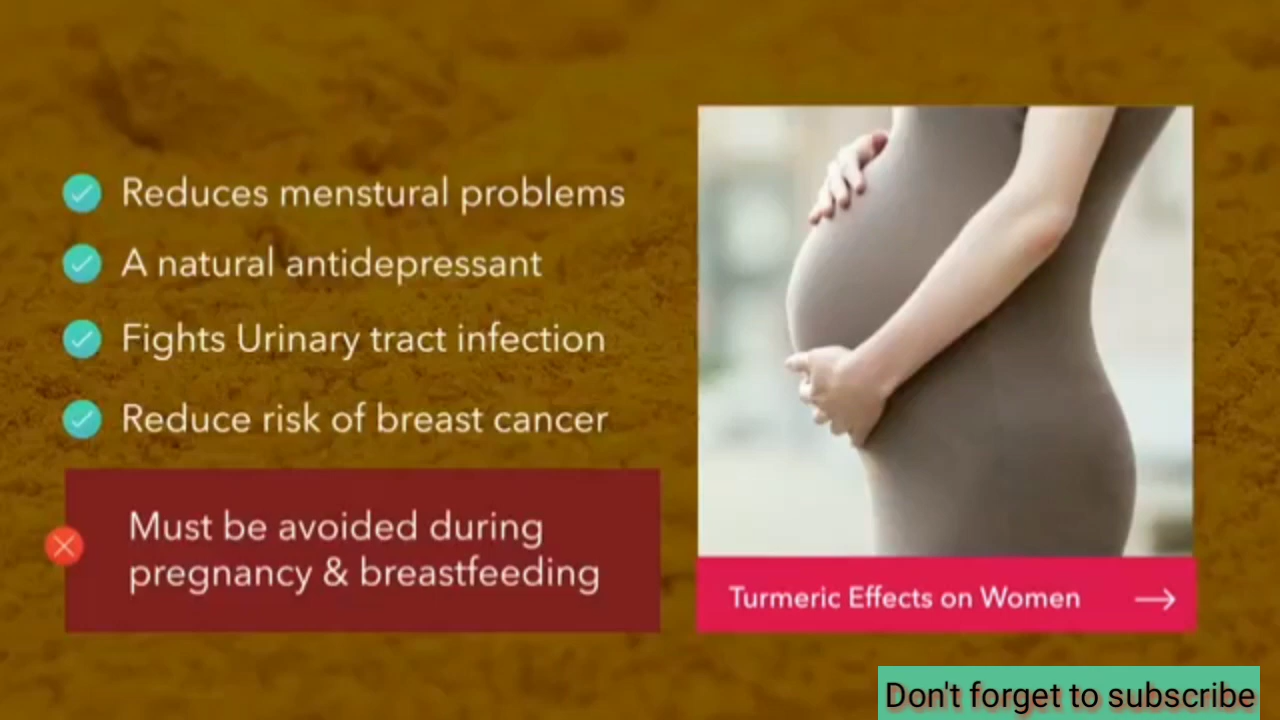 Reduces menstural problems
A natural antidepressant
Fights Urinary tract infection
Reduce risk of breast cancer
Must be avoided during
pregnancy & breastfeeding
Turmeric Effects on Women
Don't forget to subscribe